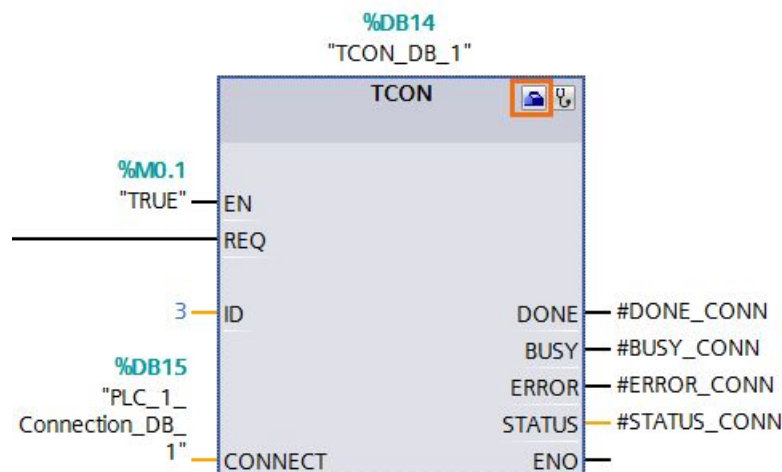 %DB14
"TCON_DB_1"
TCON
%M0.1
"TRUE"
EN
REQ
3
ID
DONE
#DONE_CONN
BUSY
#BUSY_CONN
%DB15
"PLC_1_
Connection_DB_
1"
ERROR
#ERROR_CONN
STATUS
#STATUS_CONN
CONNECT
ENO